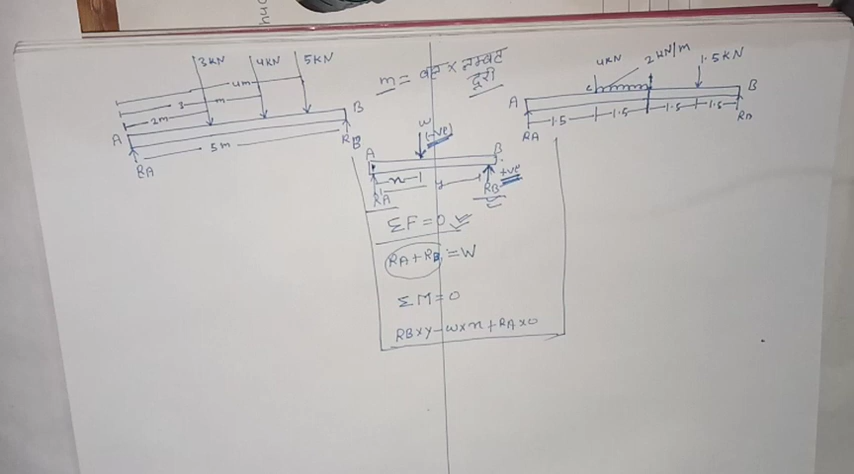 3KN 4KN 5KN
4m
3 m
2m
A B
5m
RA RB
m = बल × लम्बवत
दूरी
W
(-ve)
A B
x y
+ve
RA RB
ΣF=0
RA+RB=W
ΣM=0
RB×y-W×x+RA×0
4KN 2KN/m 1.5KN
C
A B
1.5 1.5 1.5 1.5
RA RB